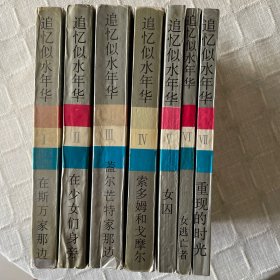 追忆似水年华
I
在斯万家那边
追忆似水年华
II
在少女们身旁
追忆似水年华
III
盖尔芒特家那边
追忆似水年华
IV
索多姆和戈摩尔
追忆似水年华
V
女囚
追忆似水年华
VI
女逃亡者
追忆似水年华
VII
重现的时光